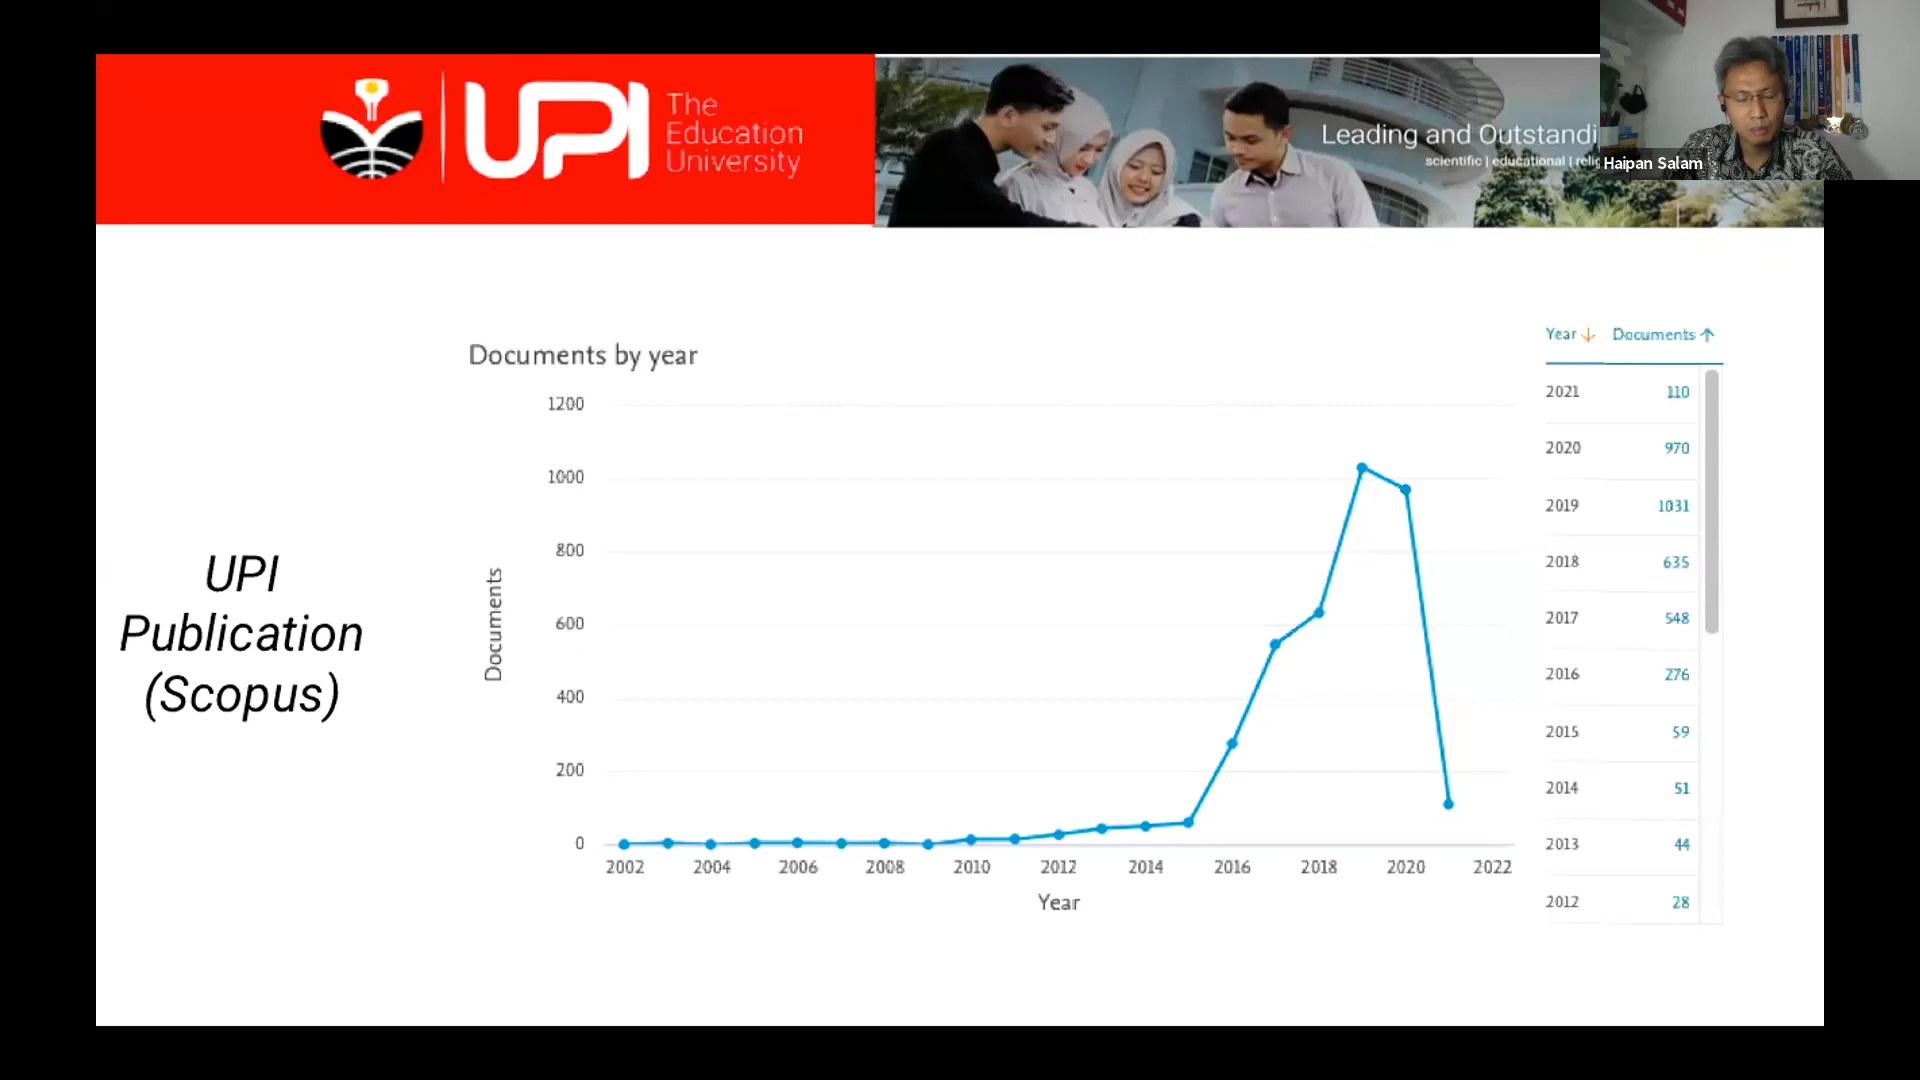 UPI
The
Education
University
Leading and Outstandi
scientific | educational | relig
Haipan Salam
UPI
Publication
(Scopus)
Documents by year
Documents
1200
1000
800
600
400
200
0
2002 2004 2006 2008 2010 2012 2014 2016 2018 2020 2022
Year
Year Documents
2021 110
2020 970
2019 1031
2018 635
2017 548
2016 276
2015 59
2014 51
2013 44
2012 28